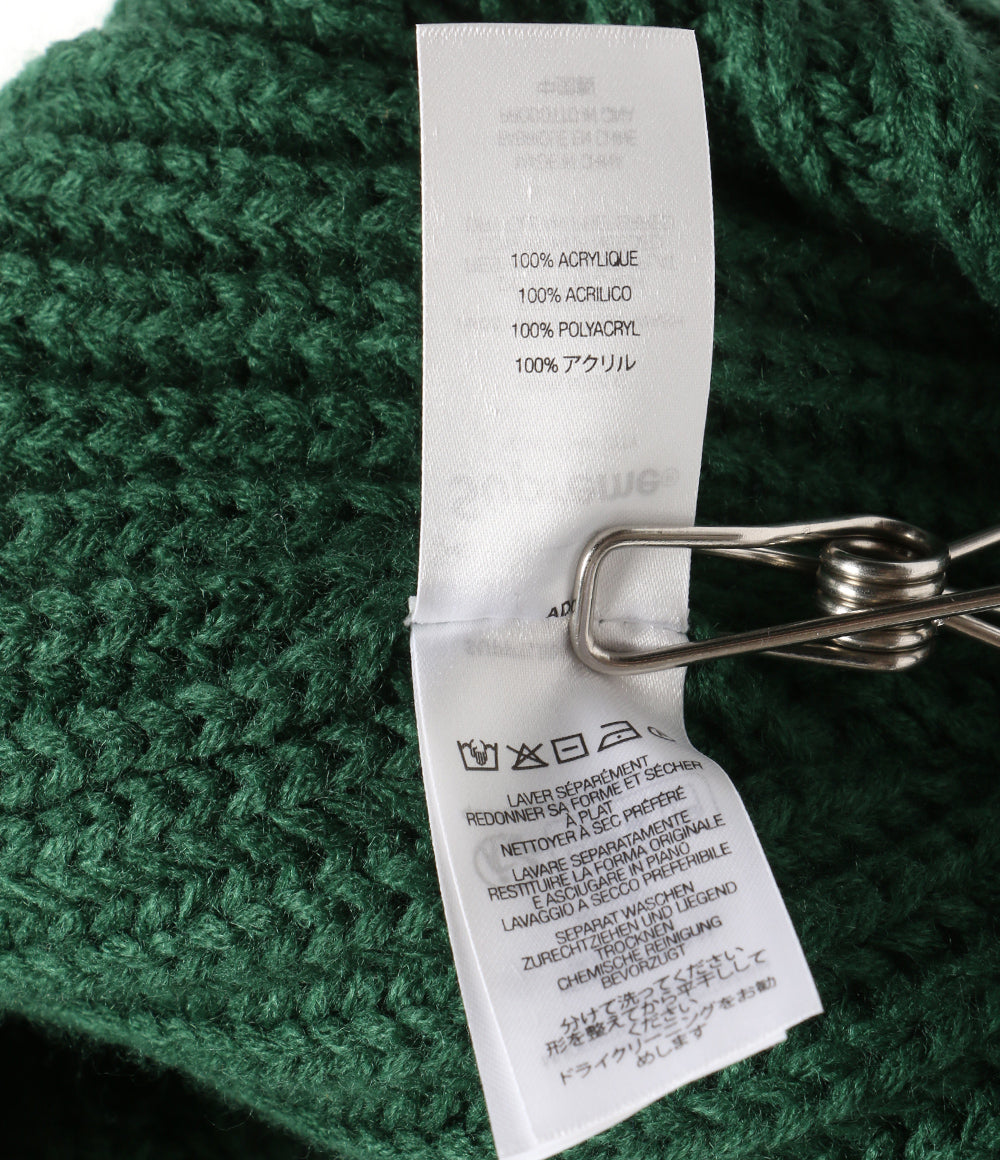 100% ACRYLIQUE
100% ACRILICO
100% POLYACRYL
100% アクリル
LAVER SÉPARÉMENT
REDONNER SA FORME ET SÉCHER
À PLAT
NETTOYER À SEC PRÉFÉRÉ
LAVARE SEPARATAMENTE
RESTITUIRE LA FORMA ORIGINALE
E ASCIUGARE IN PIANO
LAVAGGIO A SECCO PREFERIBILE
SEPARAT WASCHEN
ZURECHTZIEHEN UND LIEGEND
TROCKNEN
CHEMISCHE REINIGUNG
BEVORZUGT
分けて洗ってください
形を整えてから平干しして
ください
ドライクリーニングをお勧
めします